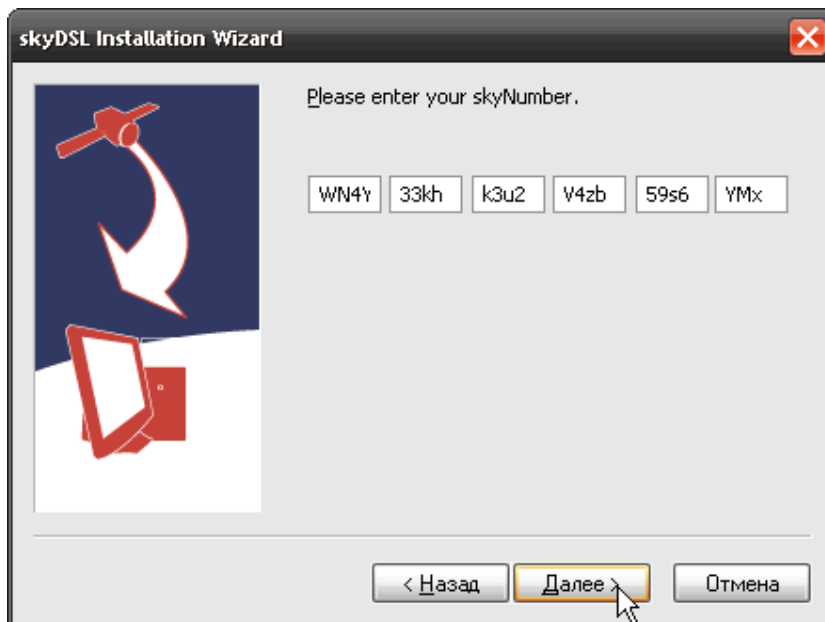 skyDSL Installation Wizard
Please enter your skyNumber.
WN4Y 33kh k3u2 V4zb 59s6 YMx
< Назад Далее > Отмена